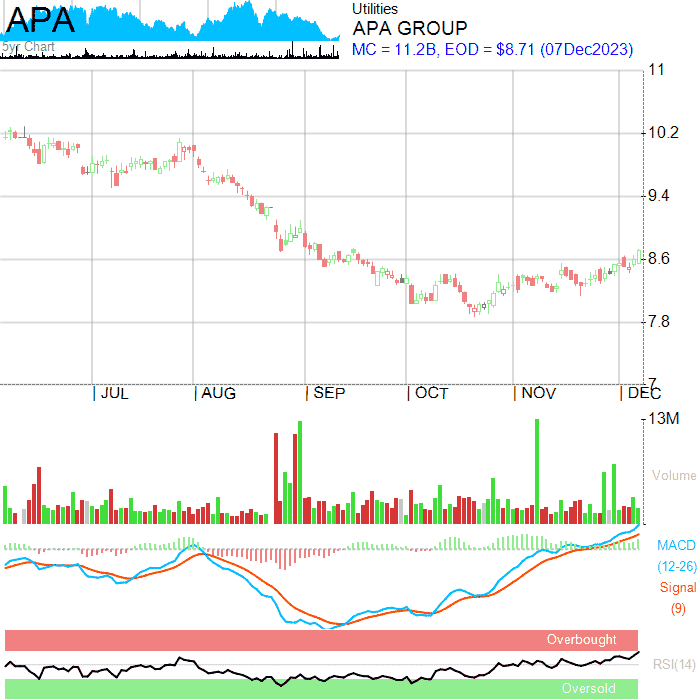 APA
5yr Chart
Utilities
APA GROUP
MC = 11.2B, EOD = $8.71 (07Dec2023)
11
10.2
9.4
8.6
7.8
7
JUL AUG SEP OCT NOV DEC
13M
Volume
MACD
(12-26)
Signal
(9)
Overbought
RSI(14)
Oversold